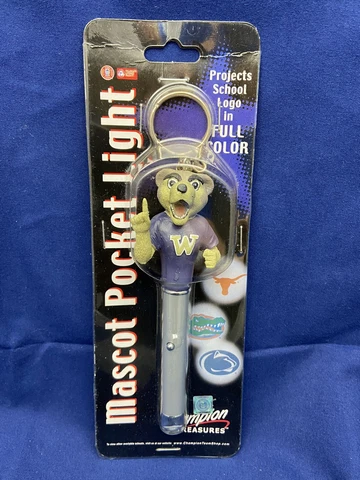 Mascot Pocket Light
Projects
School
Logo
in
FULL
COLOR
W
Champion
TREASURES
www.ChampionTeamShop.com